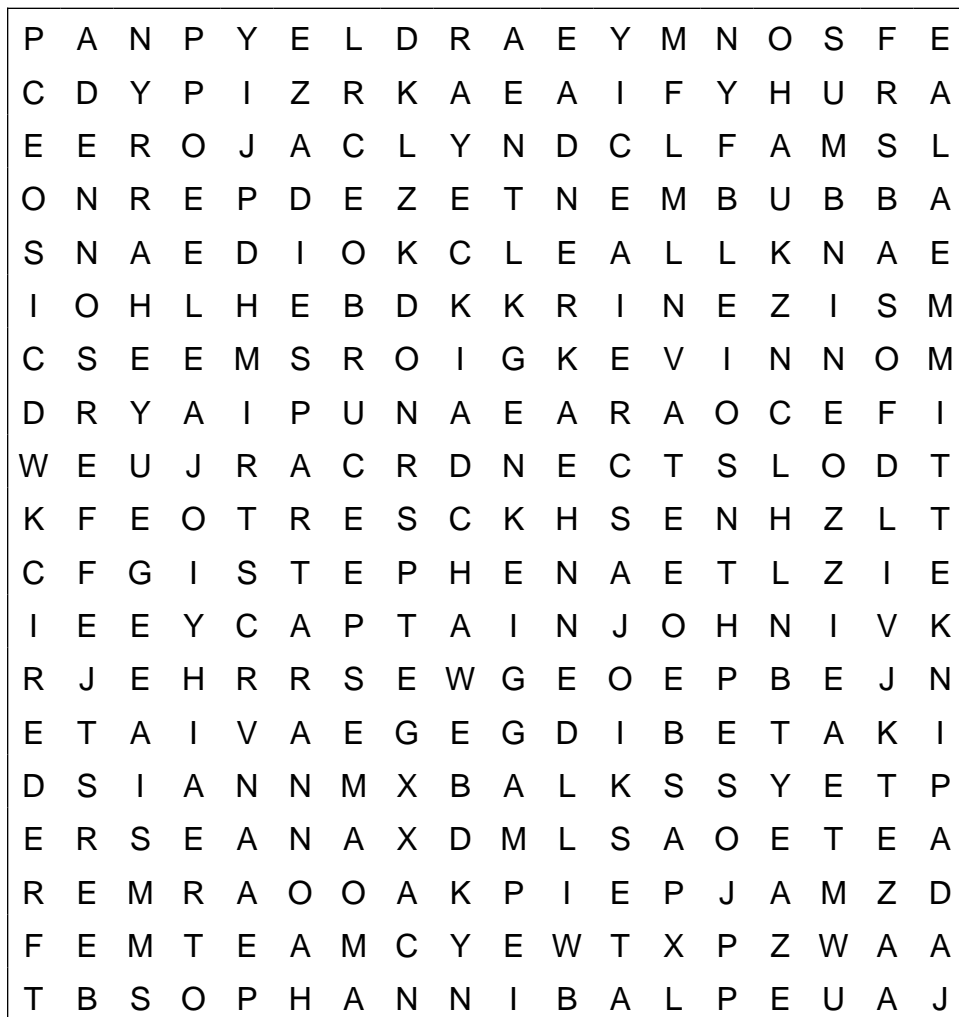 P A N P Y E L D R A E Y M N O S F E
C D Y P I Z R K A E A I F Y H U R A
E E R O J A C L Y N D C L F A M S L
O N R E P D E Z E T N E M B U B B A
S N A E D I O K C L E A L L K N A E
I O H L H E B D K K R I N E Z I S M
C S E E M S R O I G K E V I N N O M
D R Y A I P U N A E A R A O C E F I
W E U J R A C R D N E C T S L O D T
K F E O T R E S C K H S E N H Z L T
C F G I S T E P H E N A E T L Z I E
I E E Y C A P T A I N J O H N I V K
R J E H R R S E W G E O E P B E J N
E T A I V A E G E G D I B E T A K I
D S I A N N M X B A L K S S Y E T P
E R S E A N A X D M L S A O E T E A
R E M R A O O A K P I E P J A M Z D
F E M T E A M C Y E W T X P Z W A A
T B S O P H A N N I B A L P E U A J